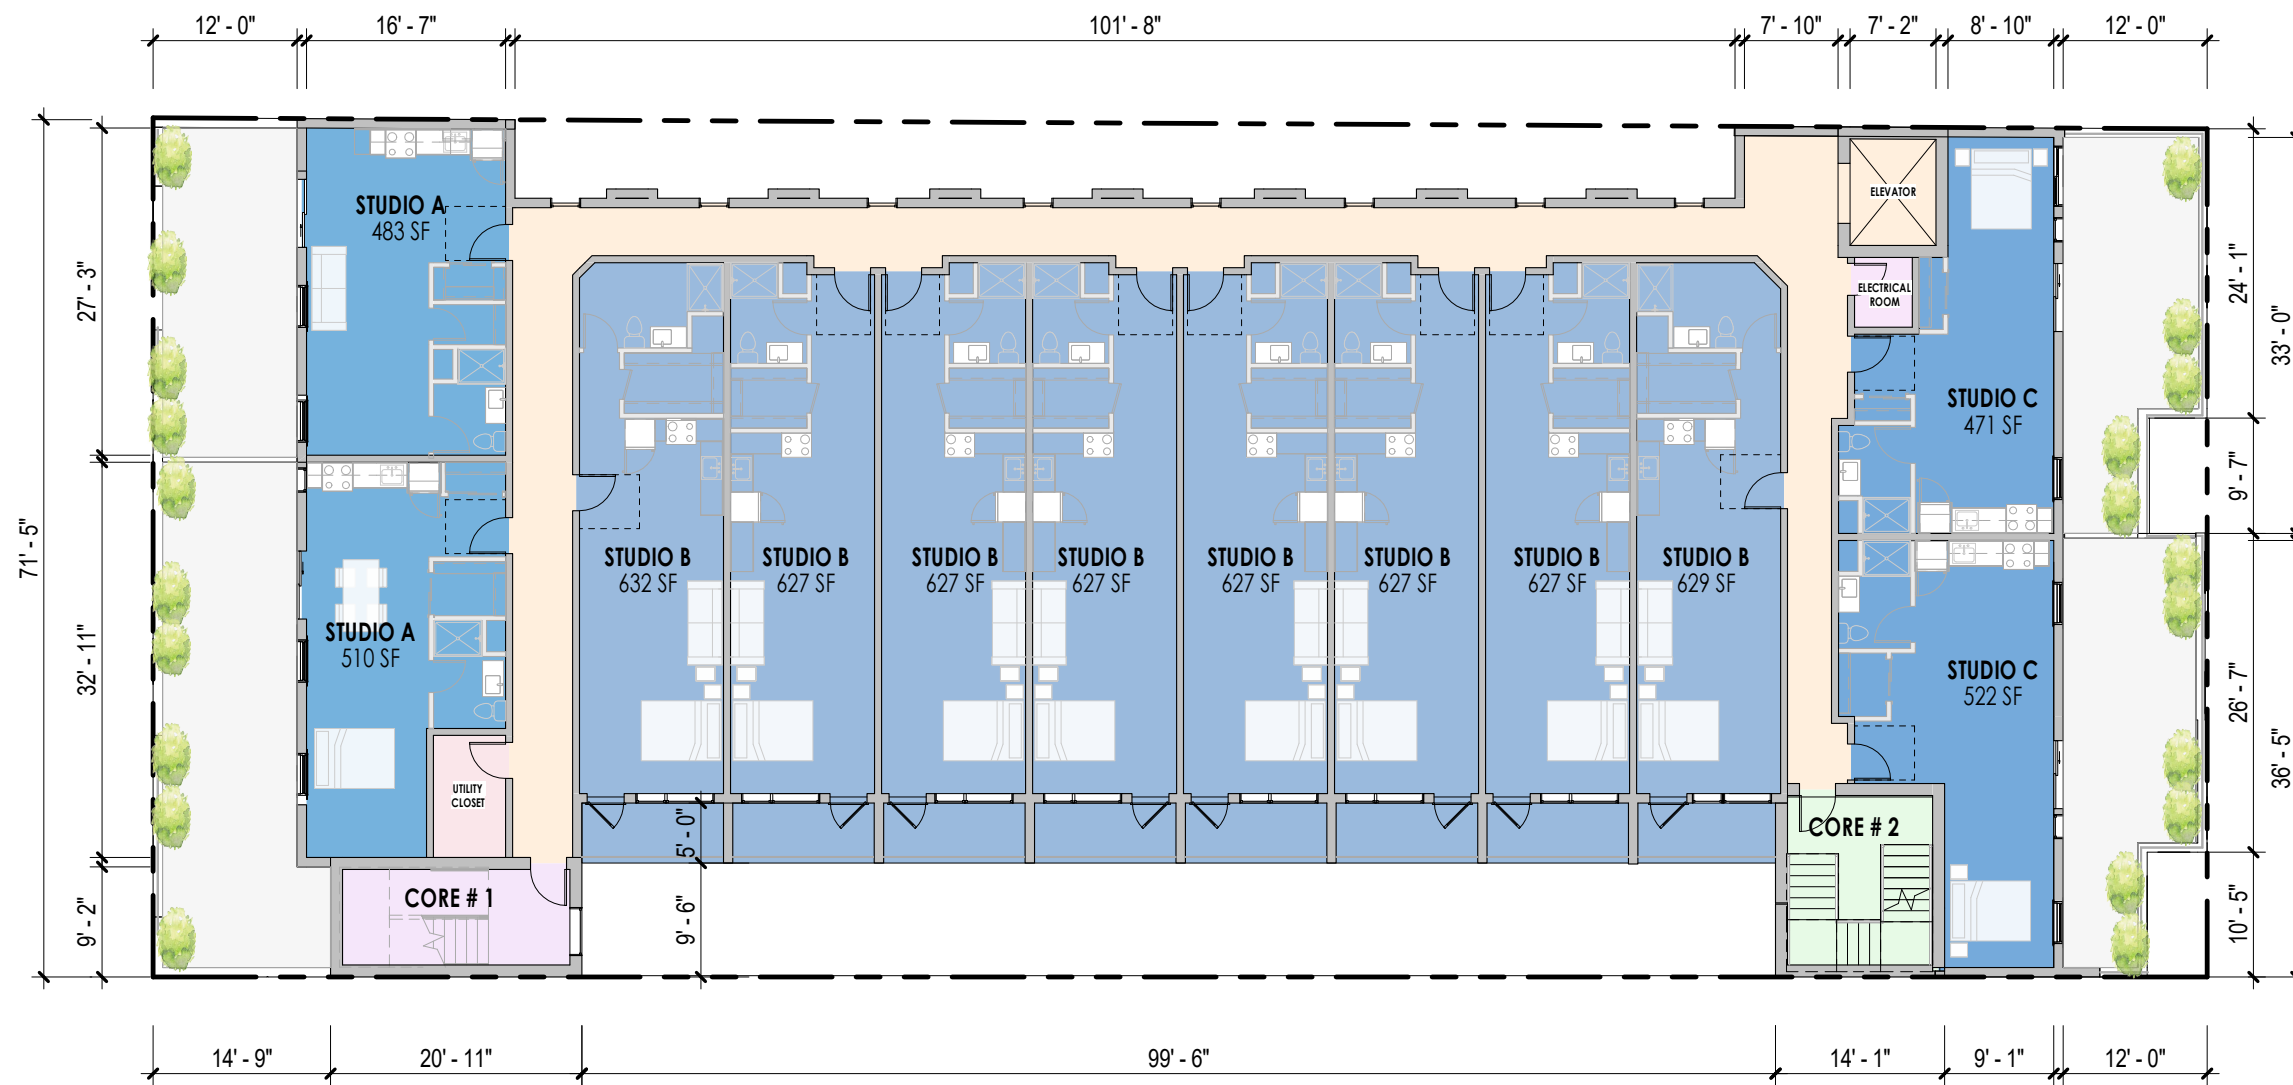 12' - 0"
16' - 7"
101' - 8"
7' - 10"
7' - 2"
8' - 10"
12' - 0"
71' - 5"
27' - 3"
32' - 11"
9' - 2"
STUDIO A
483 SF
STUDIO A
510 SF
UTILITY
CLOSET
CORE # 1
STUDIO B
632 SF
STUDIO B
627 SF
STUDIO B
627 SF
STUDIO B
627 SF
STUDIO B
627 SF
STUDIO B
627 SF
STUDIO B
627 SF
STUDIO B
629 SF
5' - 0"
9' - 6"
ELEVATOR
ELECTRICAL
ROOM
STUDIO C
471 SF
STUDIO C
522 SF
CORE # 2
24' - 1"
33' - 0"
9' - 7"
26' - 7"
36' - 5"
10' - 5"
14' - 9"
20' - 11"
99' - 6"
14' - 1"
9' - 1"
12' - 0"